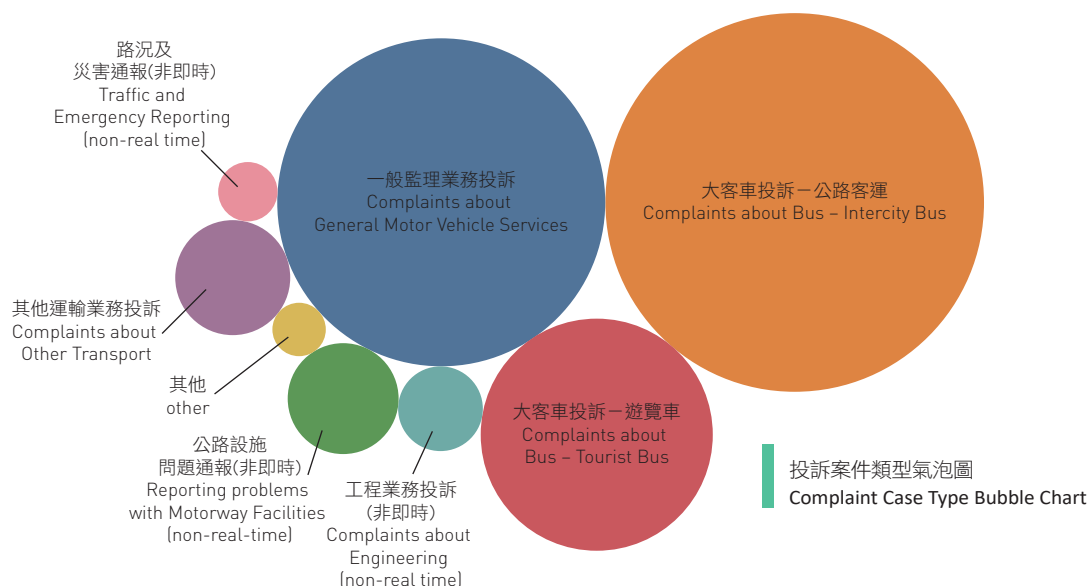 路況及
災害通報(非即時)
Traffic and
Emergency Reporting
(non-real time)
一般監理業務投訴
Complaints about
General Motor Vehicle Services
大客車投訴－公路客運
Complaints about Bus – Intercity Bus
其他運輸業務投訴
Complaints about
Other Transport
其他
other
公路設施
問題通報(非即時)
Reporting problems
with Motorway Facilities
(non-real-time)
工程業務投訴
(非即時)
Complaints about
Engineering
(non-real time)
大客車投訴－遊覽車
Complaints about
Bus – Tourist Bus
投訴案件類型氣泡圖
Complaint Case Type Bubble Chart